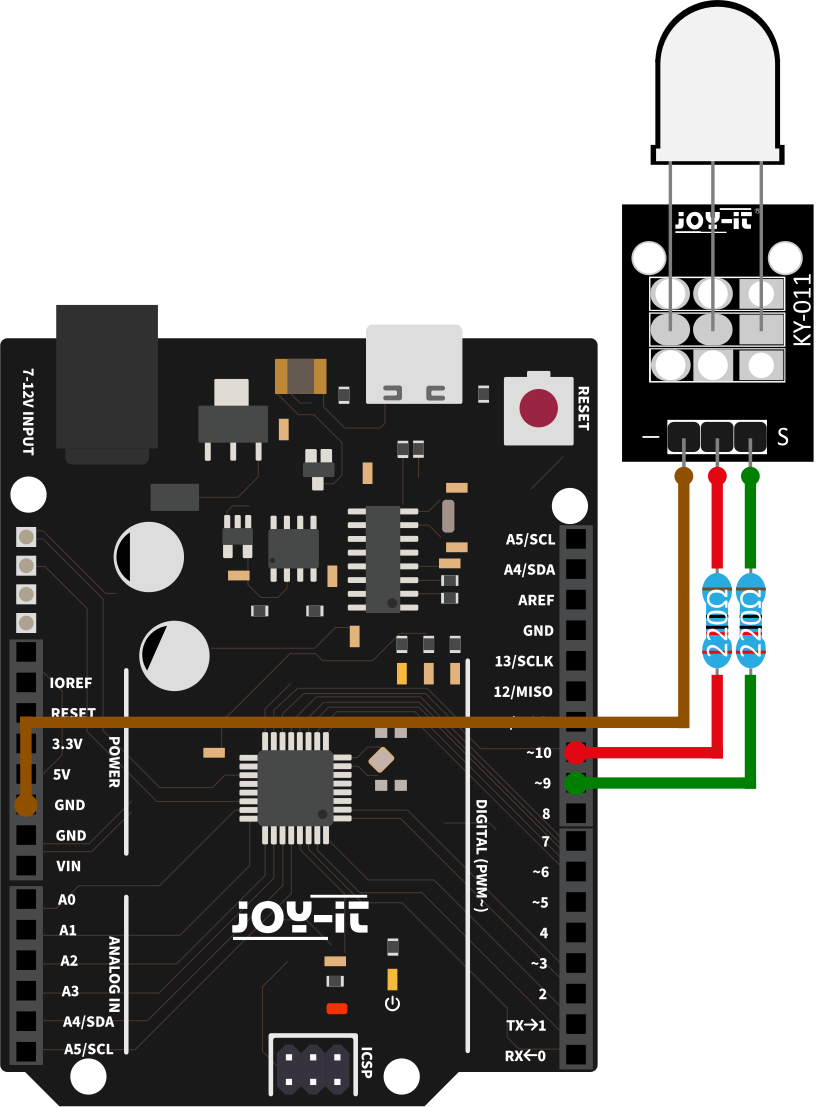 JOY-iT®
KY-011
– S
220Ω
220Ω
7-12V INPUT
RESET
IOREF
RESET
3.3V
5V
GND
GND
VIN
POWER
A0
A1
A2
A3
A4/SDA
A5/SCL
ANALOG IN
A5/SCL
A4/SDA
AREF
GND
13/SCLK
12/MISO
~10
~9
8
7
~6
~5
4
~3
2
TX→1
RX←0
DIGITAL (PWM~)
JOY-iT
ICSP